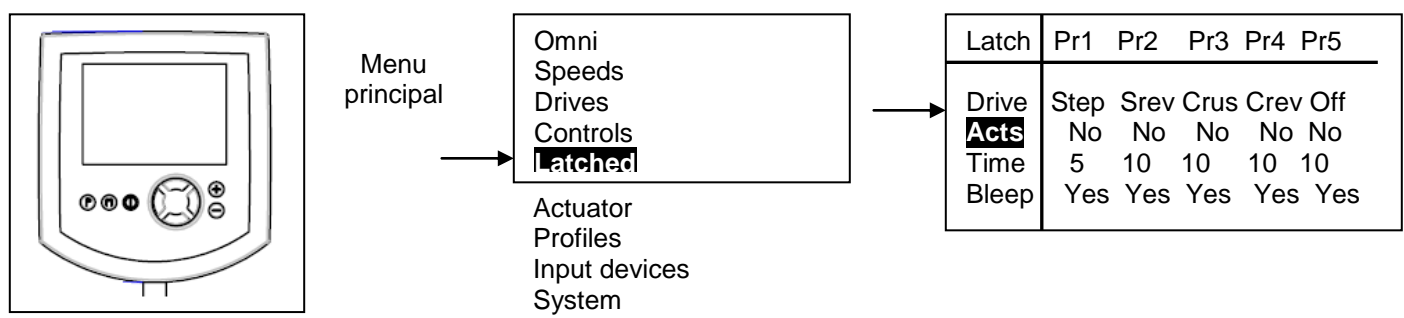 Menu
principal
Omni
Speeds
Drives
Controls
Latched
Actuator
Profiles
Input devices
System
Latch Pr1 Pr2 Pr3 Pr4 Pr5
Drive Step Srev Crus Crev Off
Acts No No No No No
Time 5 10 10 10 10
Bleep Yes Yes Yes Yes Yes